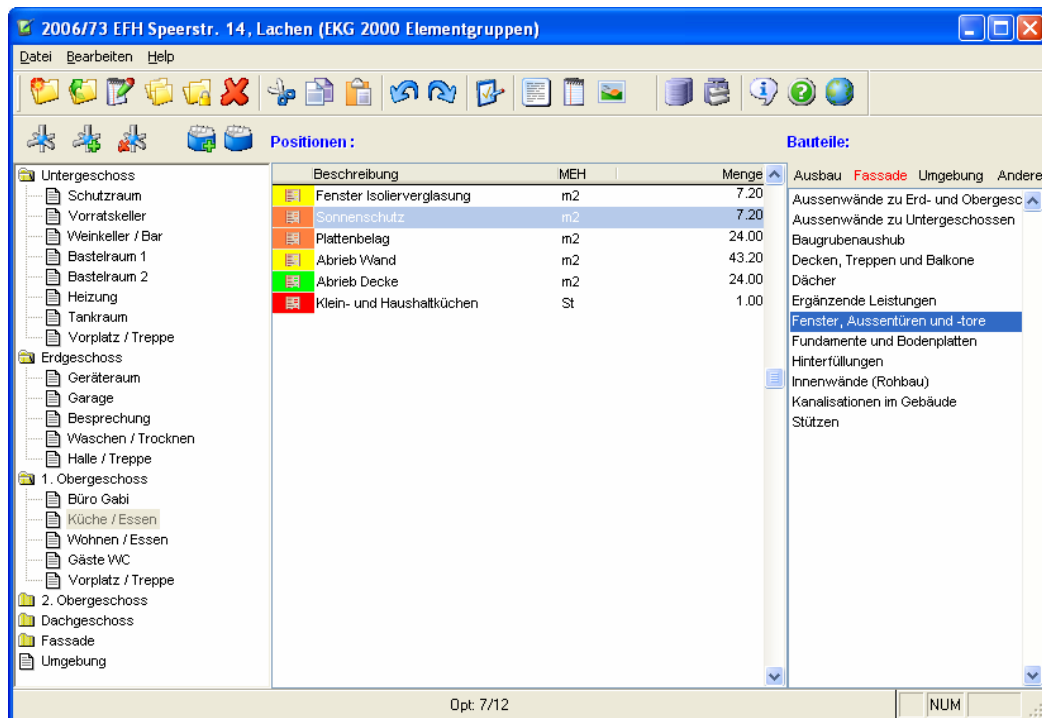 2006/73 EFH Speerstr. 14, Lachen (EKG 2000 Elementgruppen)
Datei Bearbeiten Help
Positionen :
Bauteile:
Untergeschoss
Schutzraum
Vorratskeller
Weinkeller / Bar
Bastelraum 1
Bastelraum 2
Heizung
Tankraum
Vorplatz / Treppe
Erdgeschoss
Geräteraum
Garage
Besprechung
Waschen / Trocknen
Halle / Treppe
1. Obergeschoss
Büro Gabi
Küche / Essen
Wohnen / Essen
Gäste WC
Vorplatz / Treppe
2. Obergeschoss
Dachgeschoss
Fassade
Umgebung
Beschreibung MEH Menge
Fenster Isolierverglasung m2 7.20
Sonnenschutz m2 7.20
Plattenbelag m2 24.00
Abrieb Wand m2 43.20
Abrieb Decke m2 24.00
Klein- und Haushaltküchen St 1.00
Ausbau Fassade Umgebung Andere
Aussenwände zu Erd- und Obergesc
Aussenwände zu Untergeschossen
Baugrubenaushub
Decken, Treppen und Balkone
Dächer
Ergänzende Leistungen
Fenster, Aussentüren und -tore
Fundamente und Bodenplatten
Hinterfüllungen
Innenwände (Rohbau)
Kanalisationen im Gebäude
Stützen
Opt: 7/12
NUM